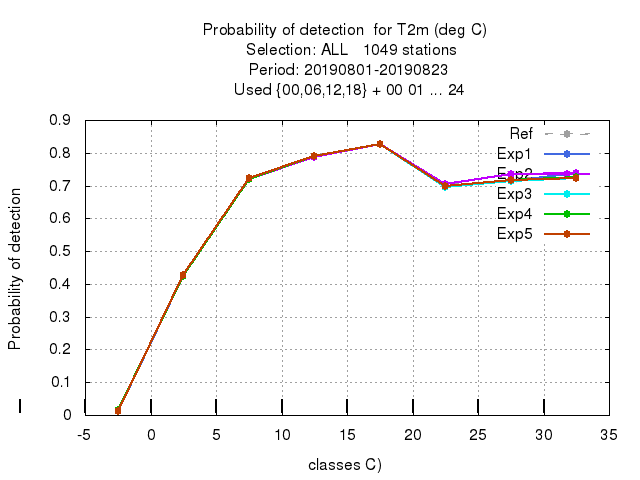 Probability of detection  for T2m (deg C)
Selection: ALL   1049 stations
Period: 20190801-20190823
Used {00,06,12,18} + 00 01 ... 24
Probability of detection
0.9
0.8
0.7
0.6
0.5
0.4
0.3
0.2
0.1
0
-5 0 5 10 15 20 25 30 35
classes C)
Ref
Exp1
Exp2
Exp3
Exp4
Exp5